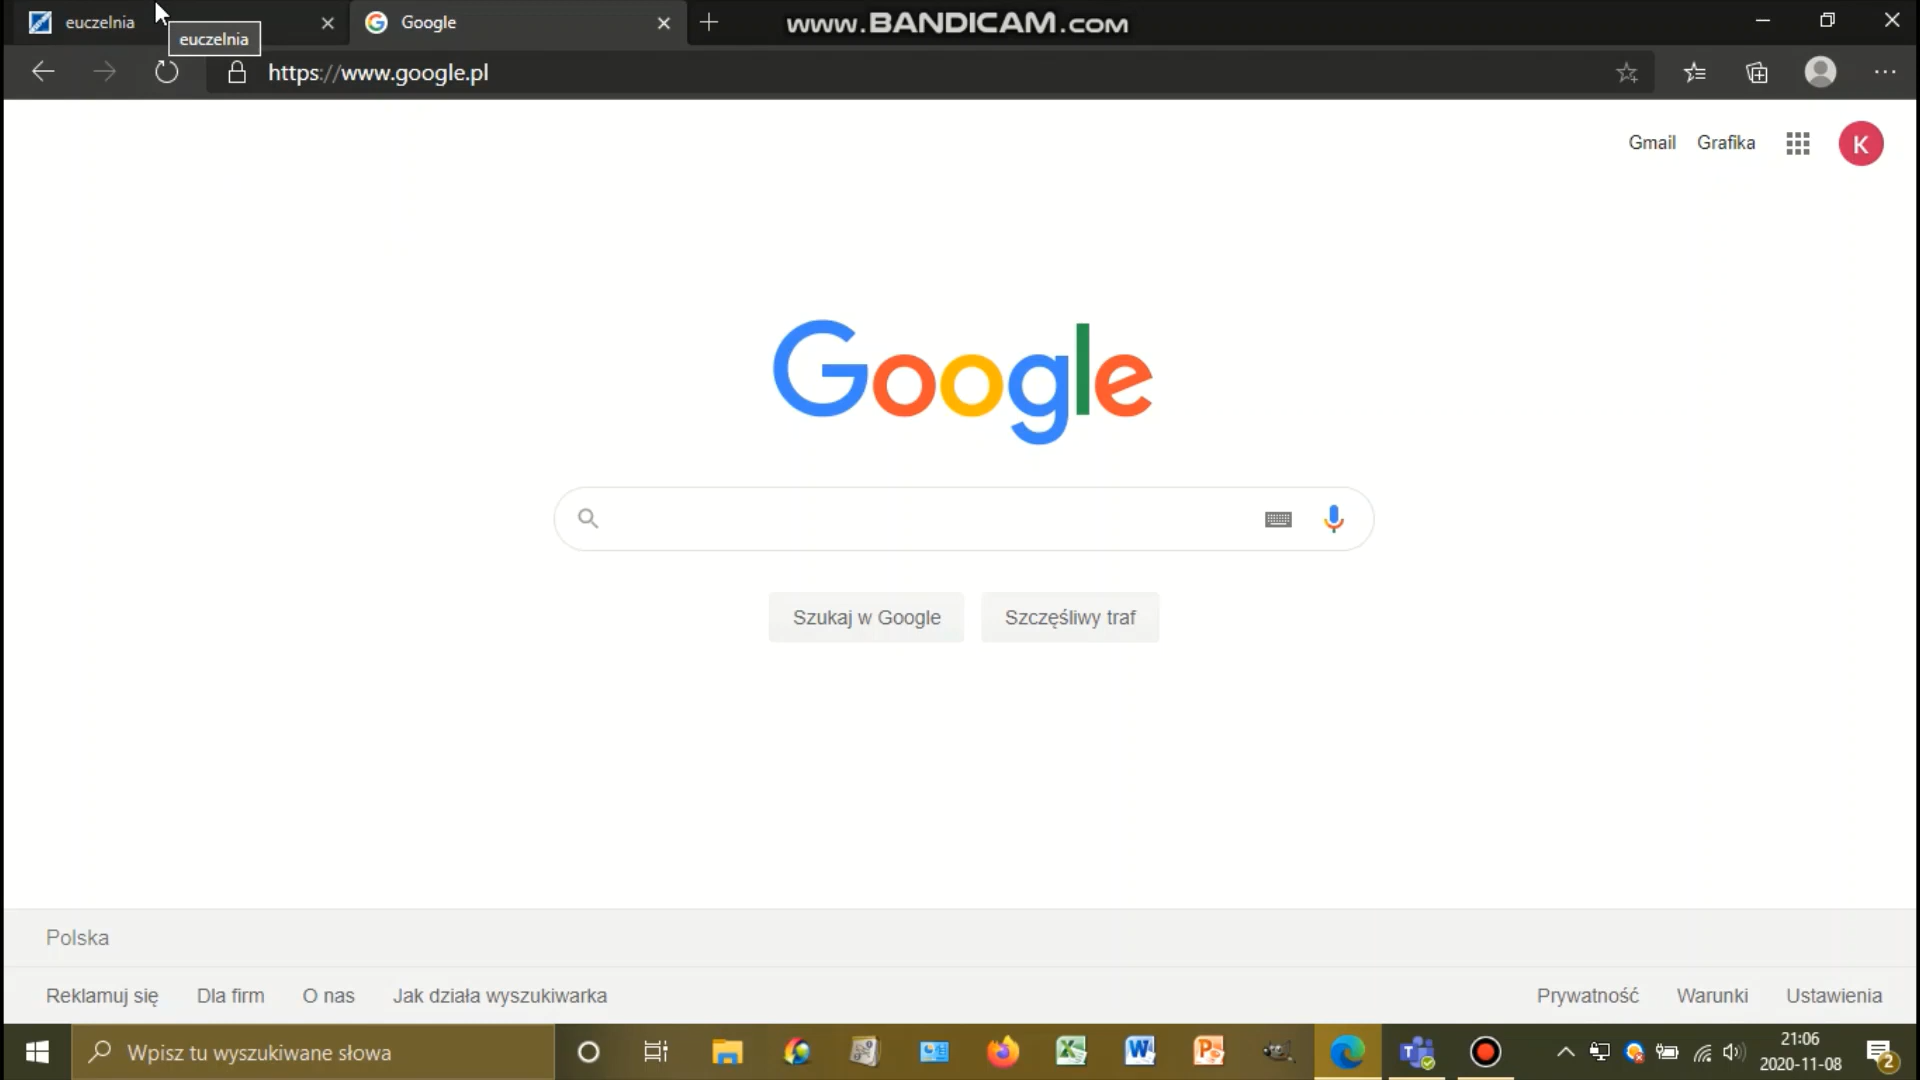 euczelnia
Google
www.BANDICAM.com
euczelnia
https://www.google.pl
Gmail
Grafika
K
Google
Szukaj w Google
Szczęśliwy traf
Polska
Reklamuj się
Dla firm
O nas
Jak działa wyszukiwarka
Prywatność
Warunki
Ustawienia
Wpisz tu wyszukiwane słowa
21:06
2020-11-08
2